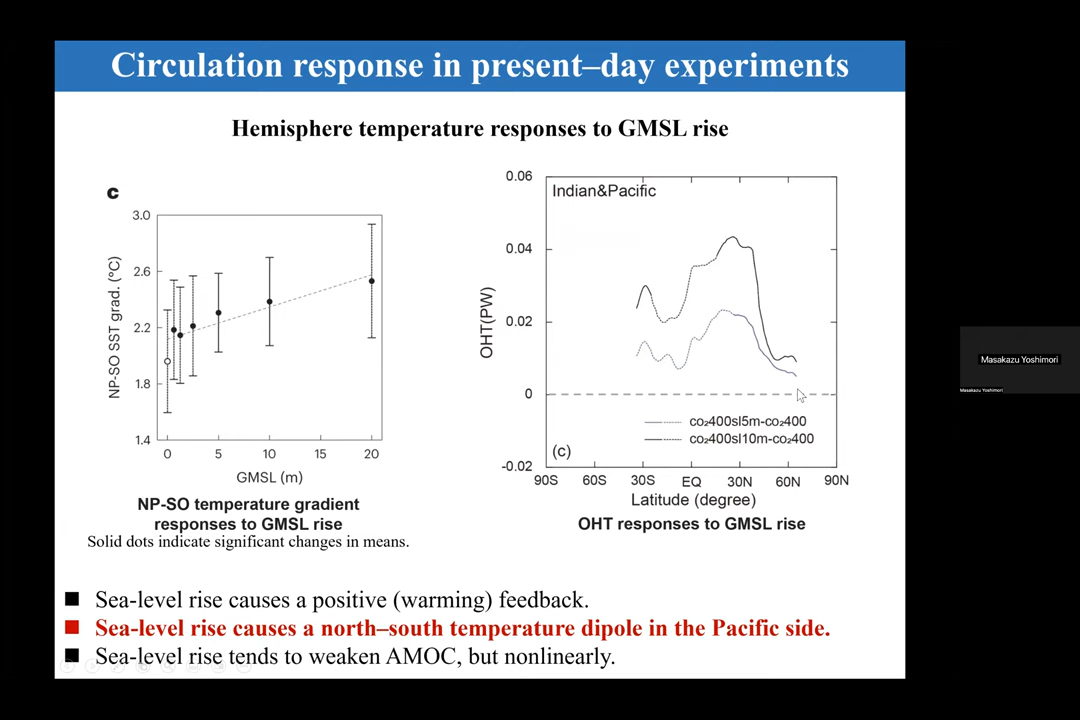 Circulation response in present–day experiments
Hemisphere temperature responses to GMSL rise
c
3.0
2.6
2.2
1.8
1.4
NP-SO SST grad. (°C)
0 5 10 15 20
GMSL (m)
NP-SO temperature gradient
responses to GMSL rise
Solid dots indicate significant changes in means.
0.06
0.04
0.02
0
-0.02
OHT(PW)
Indian&Pacific
co₂400sl5m-co₂400
co₂400sl10m-co₂400
(c)
90S 60S 30S EQ 30N 60N 90N
Latitude (degree)
OHT responses to GMSL rise
Sea-level rise causes a positive (warming) feedback.
Sea-level rise causes a north–south temperature dipole in the Pacific side.
Sea-level rise tends to weaken AMOC, but nonlinearly.
Masakazu Yoshimori
Masakazu Yoshimori